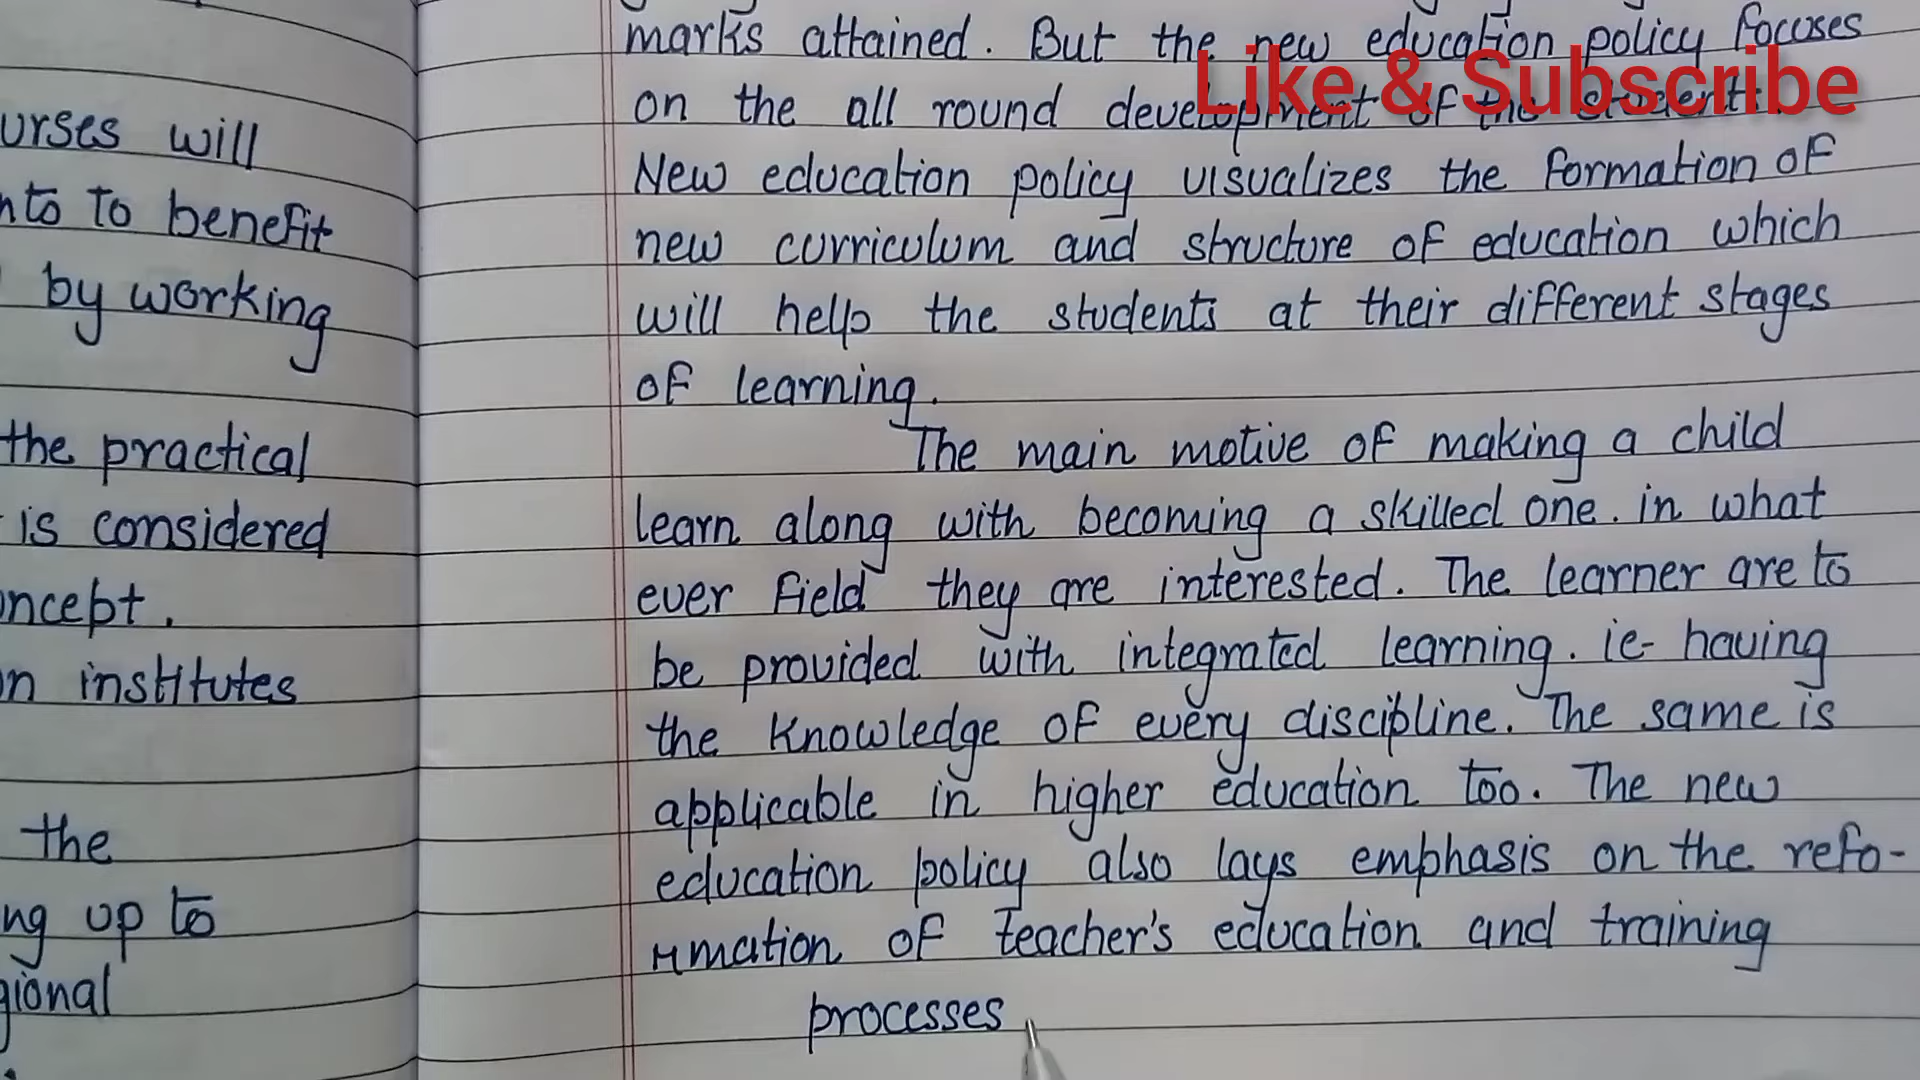 urses will
nts to benefit
by working
the practical
is considered
oncept.
on institutes
the
ng up to
gional
marks attained. But the new education policy focuses
Like & Subscribe
on the all round development of the student.
New education policy visualizes the formation of
new curriculum and structure of education which
will help the students at their different stages
of learning.
The main motive of making a child
learn along with becoming a skilled one. in what
ever field they are interested. The learner are to
be provided with integrated learning. ie- having
the knowledge of every discipline. The same is
applicable in higher education too. The new
education policy also lays emphasis on the refo-
rmation of teacher's education and training
processes